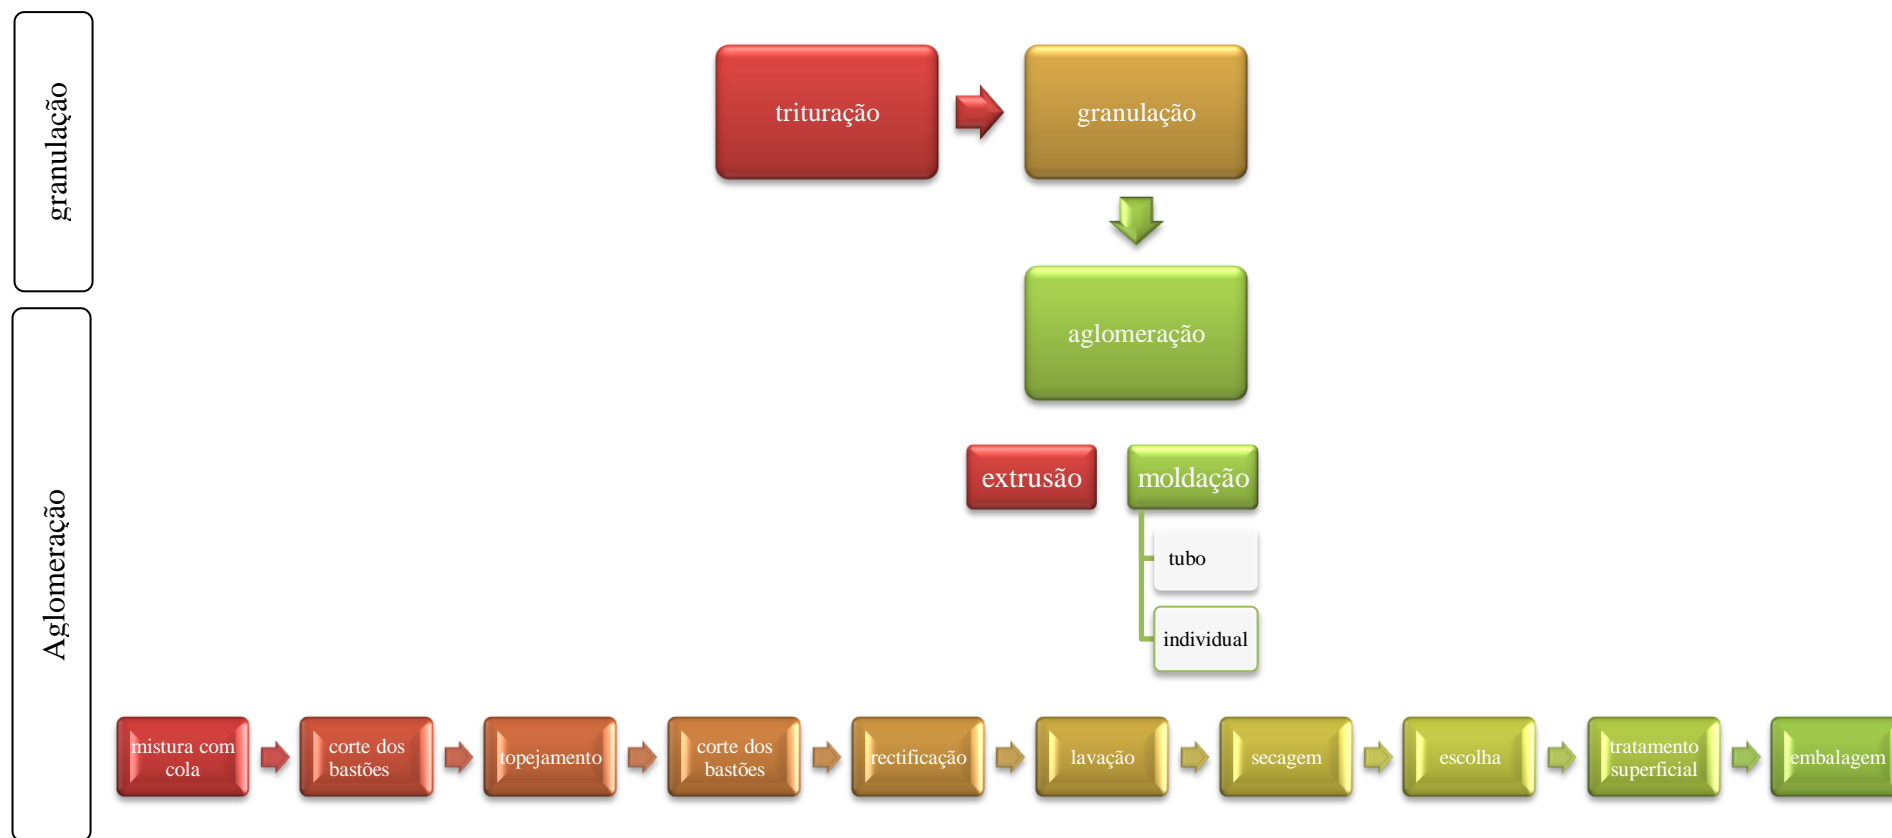 granulação
trituração
granulação
aglomeração
Aglomeração
extrusão
moldação
tubo
individual
mistura com
cola
corte dos
bastões
topejamento
corte dos
bastões
rectificação
lavação
secagem
escolha
tratamento
superficial
embalagem